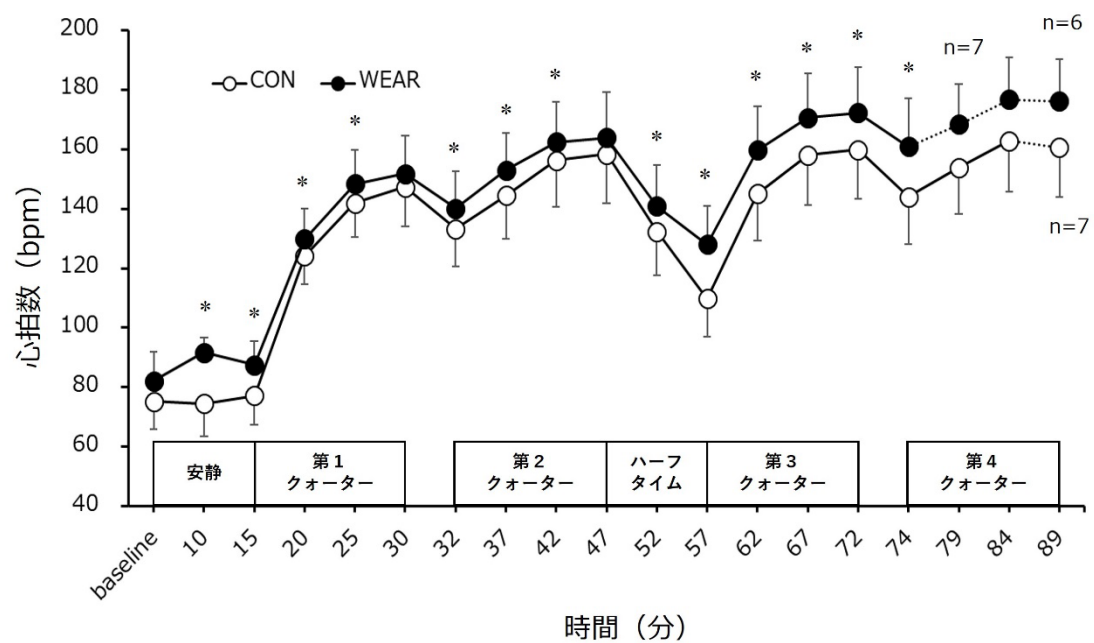 200
180
160
140
120
100
80
60
40
心拍数（bpm）
CON WEAR
*
*
*
*
*
*
*
*
*
*
*
*
*
n=7
n=6
n=7
安静
第１
クォーター
第２
クォーター
ハーフ
タイム
第３
クォーター
第４
クォーター
baseline 10 15 20 25 30 32 37 42 47 52 57 62 67 72 74 79 84 89
時間（分）